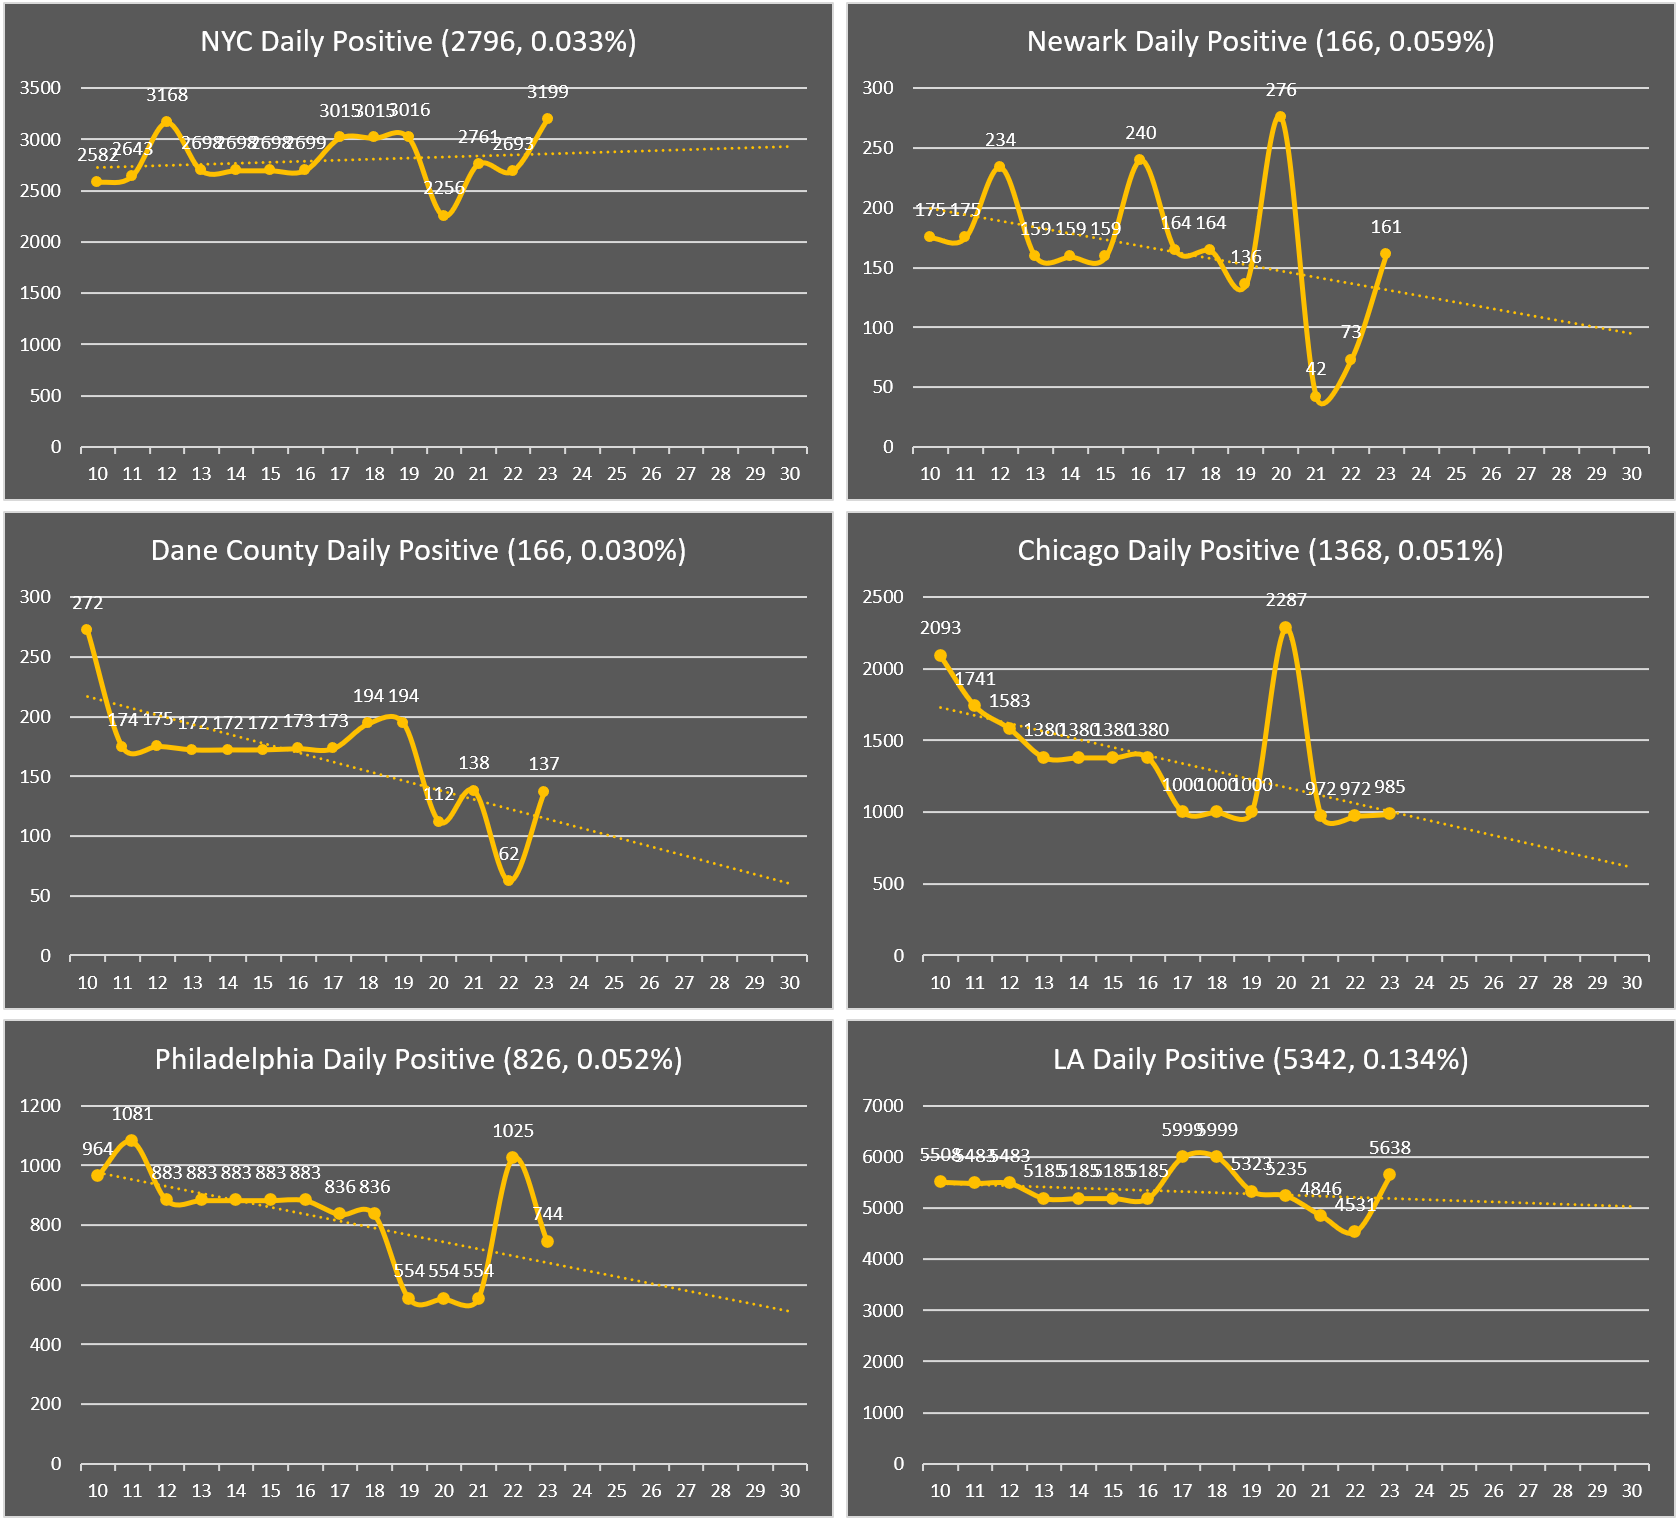 NYC Daily Positive (2796, 0.033%)
3500
3000
2500
2000
1500
1000
500
0
2582 2643 3168 2698 2698 2698 2699 3015 3015 3016 2256 2761 2693 3199
10 11 12 13 14 15 16 17 18 19 20 21 22 23 24 25 26 27 28 29 30
Newark Daily Positive (166, 0.059%)
300
250
200
150
100
50
0
175 175 234 159 159 159 240 164 164 136 276 42 73 161
10 11 12 13 14 15 16 17 18 19 20 21 22 23 24 25 26 27 28 29 30
Dane County Daily Positive (166, 0.030%)
300
250
200
150
100
50
0
272 174 175 172 172 172 173 173 194 194 112 138 62 137
10 11 12 13 14 15 16 17 18 19 20 21 22 23 24 25 26 27 28 29 30
Chicago Daily Positive (1368, 0.051%)
2500
2000
1500
1000
500
0
2093 1741 1583 1380 1380 1380 1380 1000 1000 1000 2287 972 972 985
10 11 12 13 14 15 16 17 18 19 20 21 22 23 24 25 26 27 28 29 30
Philadelphia Daily Positive (826, 0.052%)
1200
1000
800
600
400
200
0
964 1081 883 883 883 883 883 836 836 554 554 554 1025 744
10 11 12 13 14 15 16 17 18 19 20 21 22 23 24 25 26 27 28 29 30
LA Daily Positive (5342, 0.134%)
7000
6000
5000
4000
3000
2000
1000
0
5508 5483 5483 5185 5185 5185 5185 5999 5999 5323 5235 4846 4531 5638
10 11 12 13 14 15 16 17 18 19 20 21 22 23 24 25 26 27 28 29 30